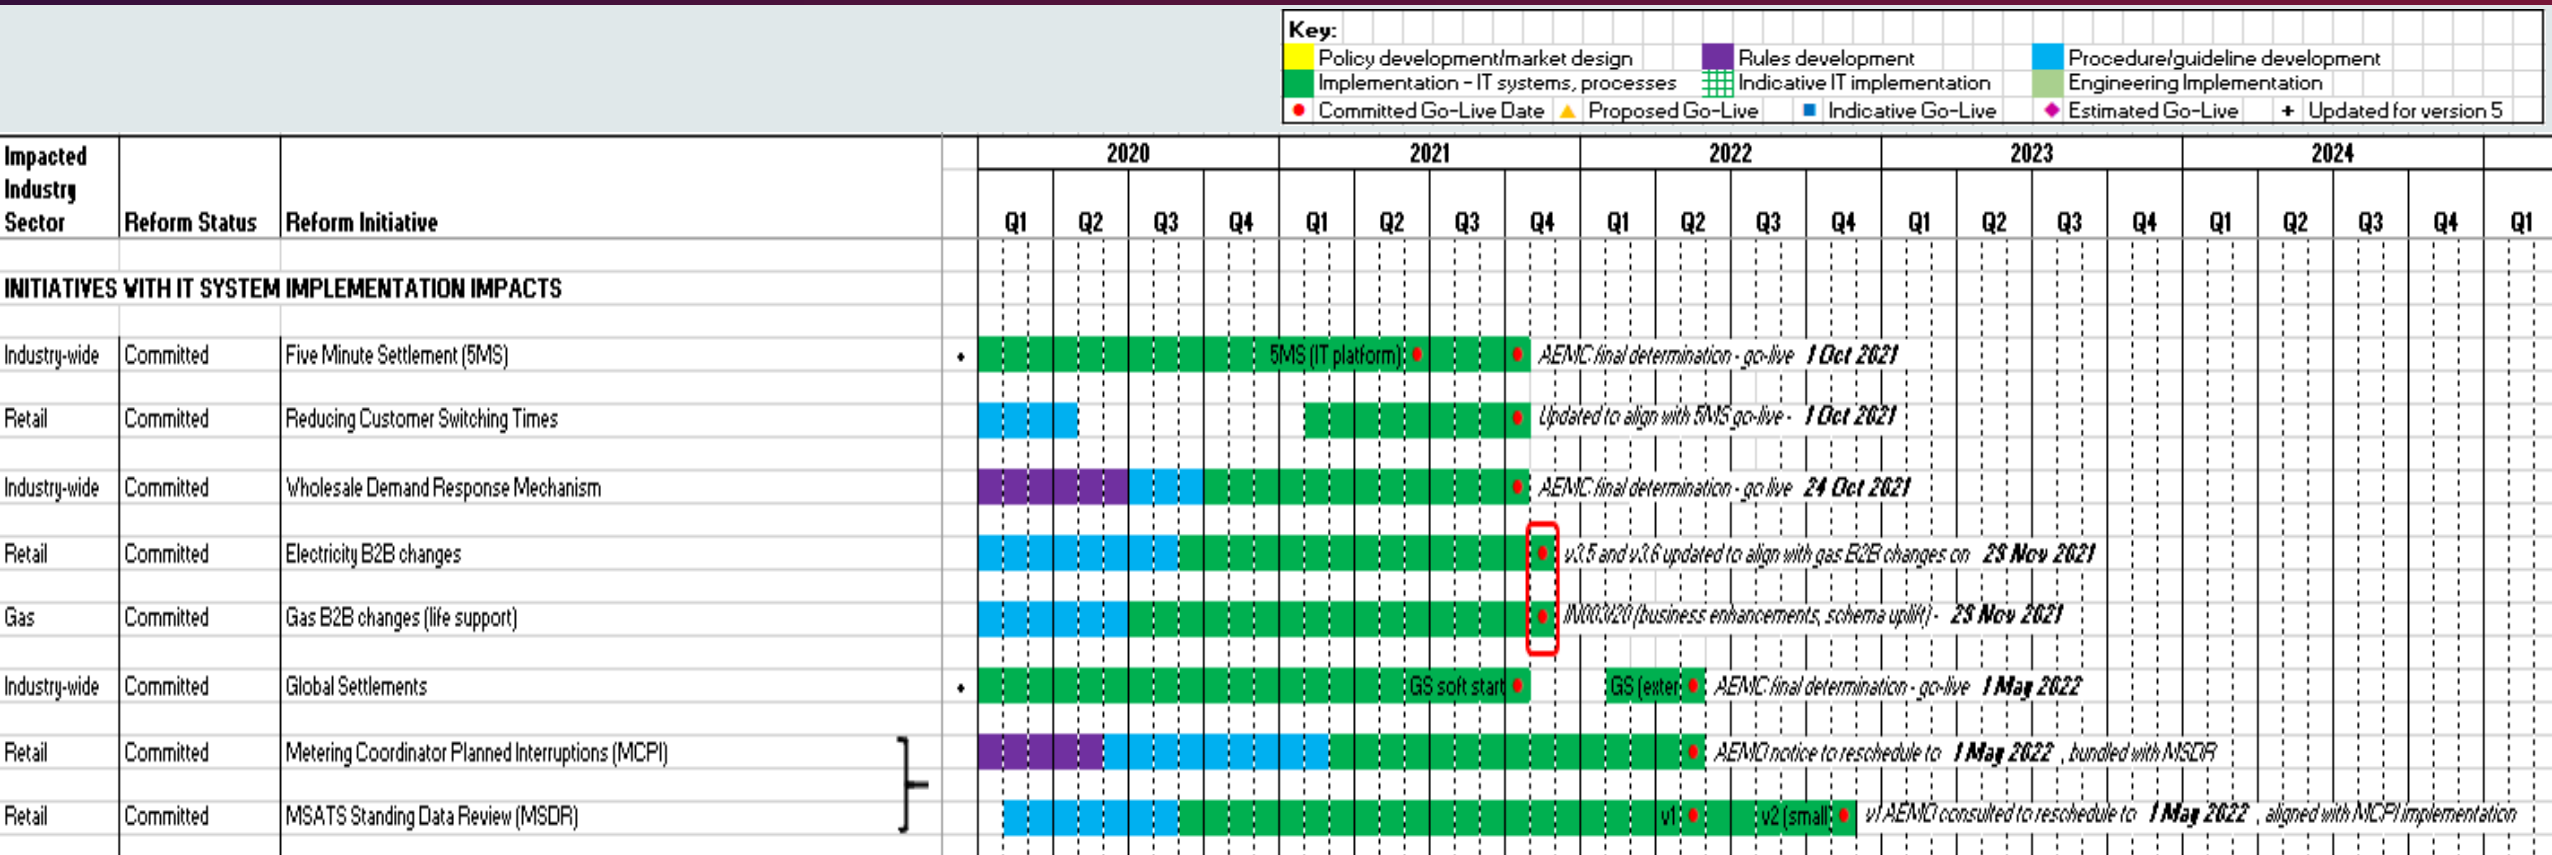 Key:
Policy development/market design Rules development Procedure/guideline development
Implementation - IT systems, processes Indicative IT implementation Engineering Implementation
Committed Go-Live Date Proposed Go-Live Indicative Go-Live Estimated Go-Live + Updated for version 5
Impacted Industry Sector Reform Status Reform Initiative
2020 2021 2022 2023 2024
Q1 Q2 Q3 Q4 Q1 Q2 Q3 Q4 Q1 Q2 Q3 Q4 Q1 Q2 Q3 Q4 Q1 Q2 Q3 Q4 Q1
INITIATIVES WITH IT SYSTEM IMPLEMENTATION IMPACTS
Industry-wide Committed Five Minute Settlement (5MS) + 5MS (IT platform) AEMC final determination - go-live 1 Oct 2021
Retail Committed Reducing Customer Switching Times Updated to align with 5MS go-live - 1 Oct 2021
Industry-wide Committed Wholesale Demand Response Mechanism AEMC final determination - go live 24 Oct 2021
Retail Committed Electricity B2B changes v3.5 and v3.6 updated to align with gas B2B changes on Nov 2021
Gas Committed Gas B2B changes (life support) (business enhancements, schema uplift) - Nov 2021
Industry-wide Committed Global Settlements + GS soft start GS (exter AEMC final determination - go-live 1 May 2022
Retail Committed Metering Coordinator Planned Interruptions (MCPI) AEMO notice to reschedule to 1 May 2022 , bundled with MSDR
Retail Committed MSATS Standing Data Review (MSDR) v1 v2 (small) v1 AEMO consulted to reschedule to 1 May 2022 , aligned with MCPI implementation